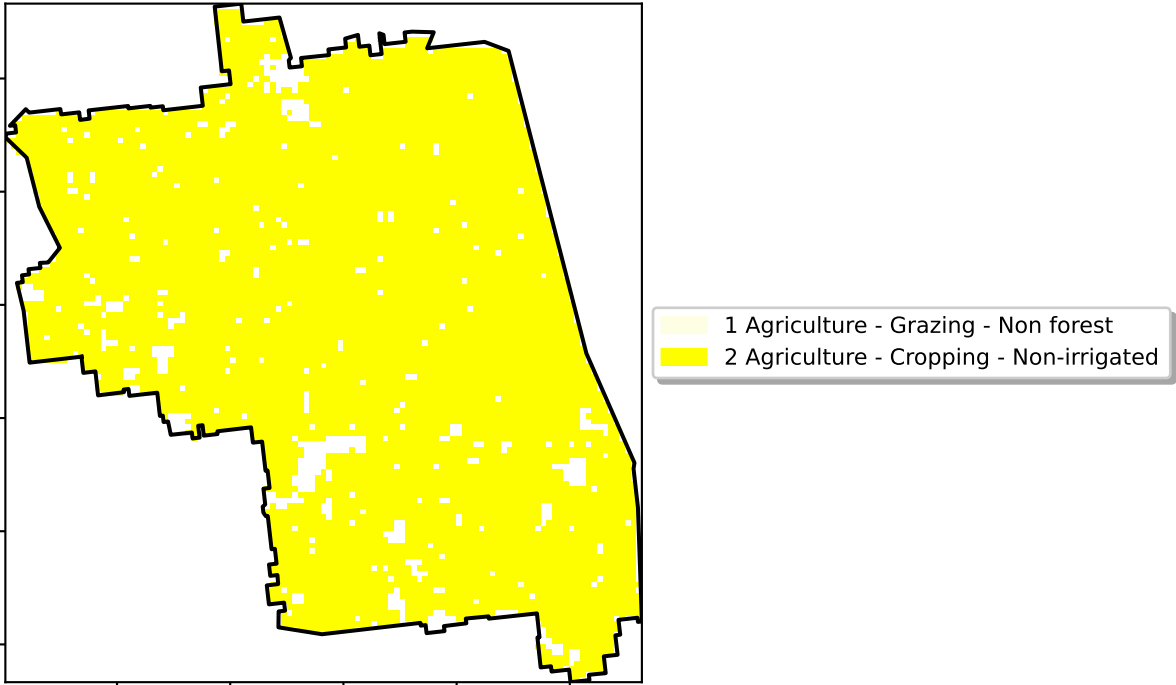 1 Agriculture - Grazing - Non forest
2 Agriculture - Cropping - Non-irrigated